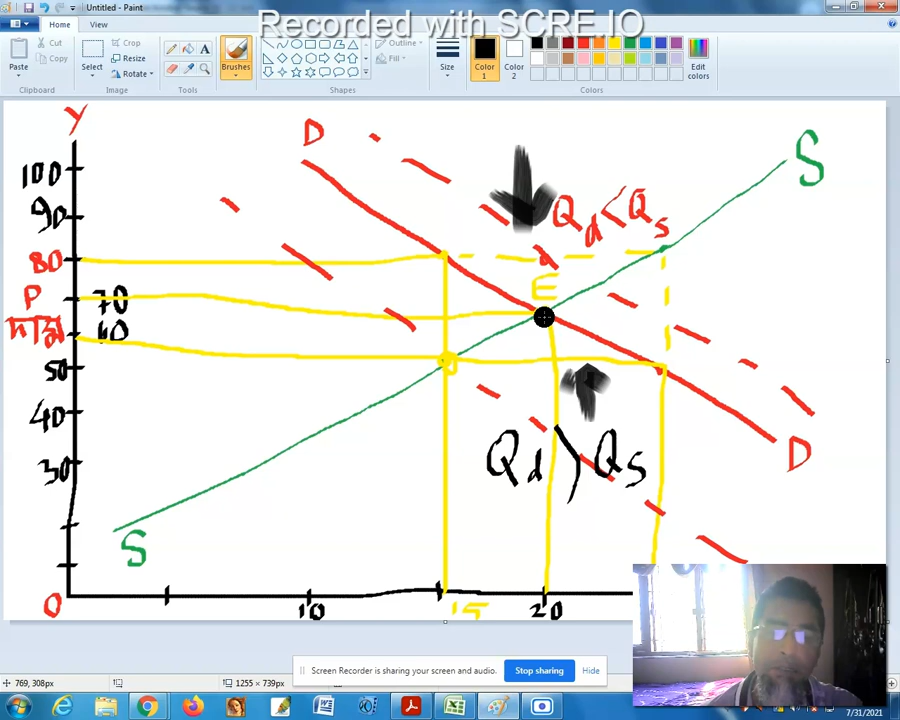 Untitled - Paint
Recorded with SCRE.IO
Home View
Paste
Cut
Copy
Clipboard
Select
Crop
Resize
Rotate
Image
Tools
Brushes
Shapes
Outline
Fill
Size
Color 1
Color 2
Edit colors
Colors
Y
100
90
80
P
70
60
50
40
30
0
10
15
20
D
D
S
S
E
Qd < Qs
Qd > Qs
769, 308px
1255 × 739px
Screen Recorder is sharing your screen and audio.
Stop sharing
Hide
7/31/2021